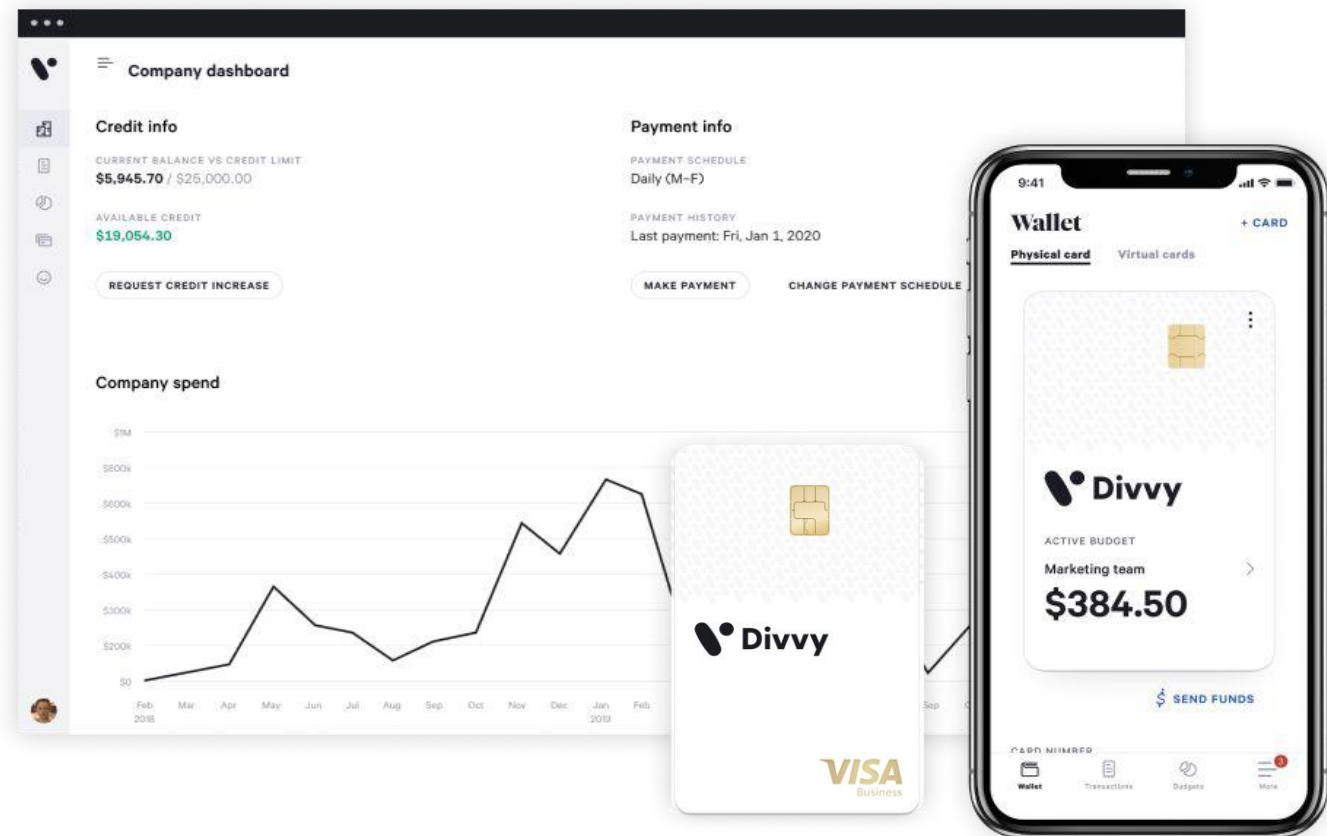 Company dashboard
Credit info
CURRENT BALANCE VS CREDIT LIMIT
$5,945.70 / $25,000.00
AVAILABLE CREDIT
$19,054.30
REQUEST CREDIT INCREASE
Payment info
PAYMENT SCHEDULE
Daily (M–F)
PAYMENT HISTORY
Last payment: Fri, Jan 1, 2020
MAKE PAYMENT
CHANGE PAYMENT SCHEDULE
Company spend
$1M
$800k
$600k
$500k
$400k
$300k
$200k
$0
Feb Mar Apr May Jun Jul Aug Sep Oct Nov Dec Jan Feb Sep
2018 2019
Divvy
VISA
Business
9:41
Wallet
+ CARD
Physical card Virtual cards
Divvy
ACTIVE BUDGET
Marketing team
$384.50
SEND FUNDS
CARD NUMBER
3
Wallet Transactions Budgets More